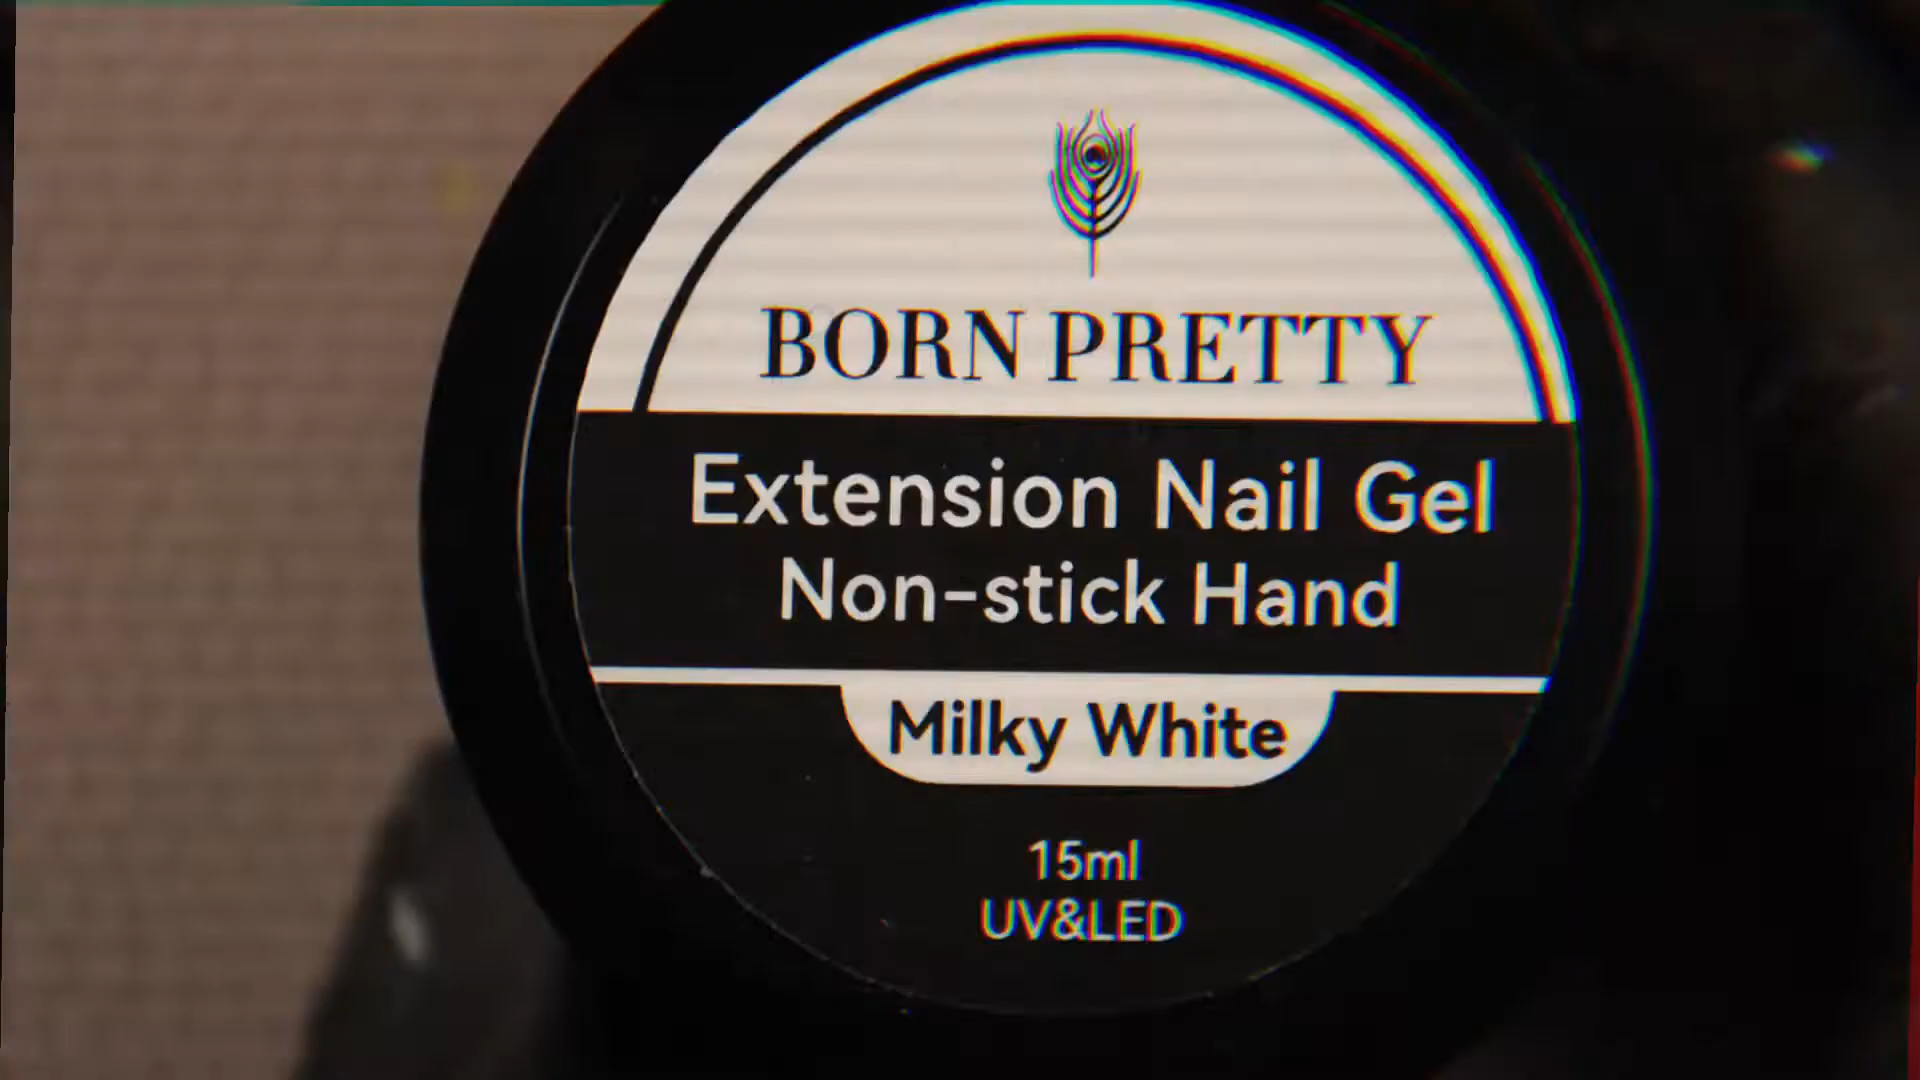 BORN PRETTY
Extension Nail Gel
Non-stick Hand
Milky White
15ml
UV&LED